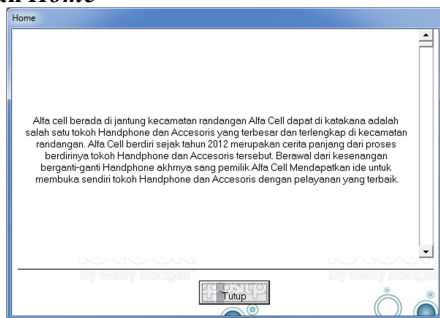 Home
Home
Alfa cell berada di jantung kecamatan randangan Alfa Cell dapat di katakana adalah
salah satu tokoh Handphone dan Accesoris yang terbesar dan terlengkap di kecamatan
randangan. Alfa Cell berdiri sejak tahun 2012 merupakan cerita panjang dari proses
berdirinya tokoh Handphone dan Accesoris tersebut. Berawal dari kesenangan
berganti-ganti Handphone akhrnya sang pemilik Alfa Cell Mendapatkan ide untuk
membuka sendiri tokoh Handphone dan Accesoris dengan pelayanan yang terbaik.
Tutup